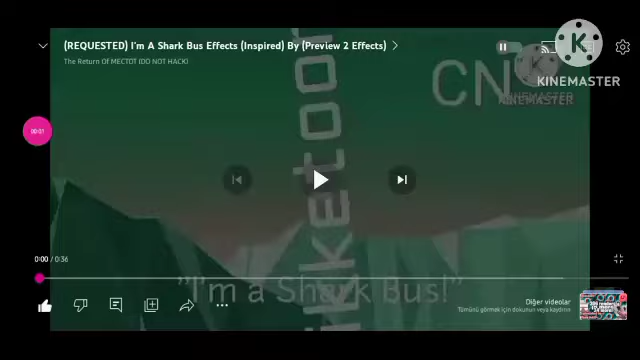 (REQUESTED) I'm A Shark Bus Effects (Inspired) By (Preview 2 Effects)
The Return Of MECTOT (DO NOT HACK)
CN
KINEMASTER
KINEMASTER
00:01
0:00 / 0:36
"I'm a Shark Bus!"
Diğer videolar
Tümünü görmek için dokunun veya kaydırın